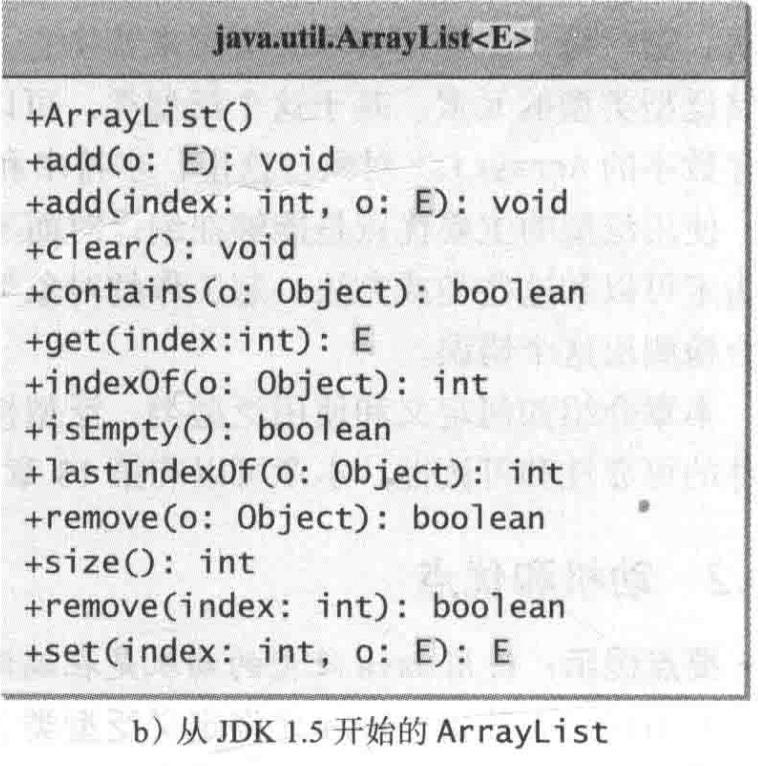 java.util.ArrayList<E>
+ArrayList()
+add(o: E): void
+add(index: int, o: E): void
+clear(): void
+contains(o: Object): boolean
+get(index:int): E
+indexOf(o: Object): int
+isEmpty(): boolean
+lastIndexOf(o: Object): int
+remove(o: Object): boolean
+size(): int
+remove(index: int): boolean
+set(index: int, o: E): E
b) 从 JDK 1.5 开始的 ArrayList